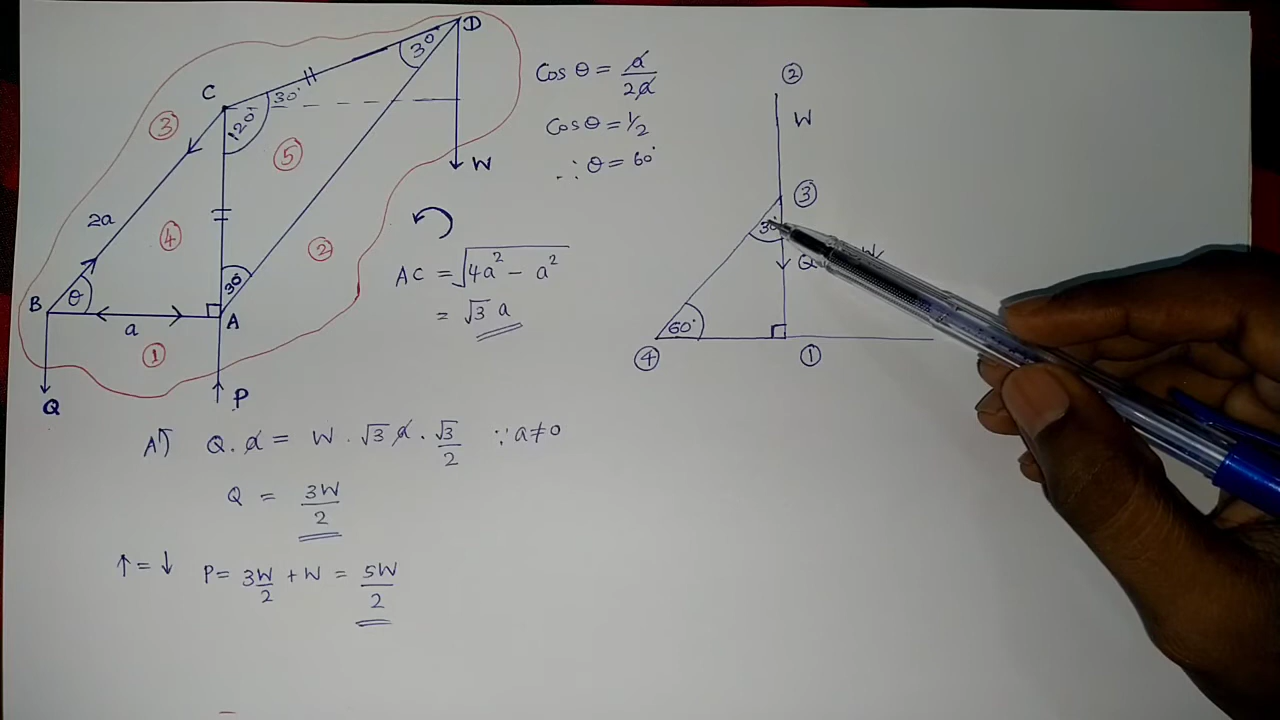 D
30
C
30°
120°
③
⑤
W
2a
④
②
30
B
θ
A
a
①
Q
P
Cos θ = a/2a
Cos θ = 1/2
∴ θ = 60°
AC = √4a² − a²
= √3 a
A↰ Q . a = W . √3 a . √3/2 ∵ a≠0
Q = 3W/2
↑ = ↓ P = 3W/2 + W = 5W/2
②
W
③
30
Q
W
60°
④
①